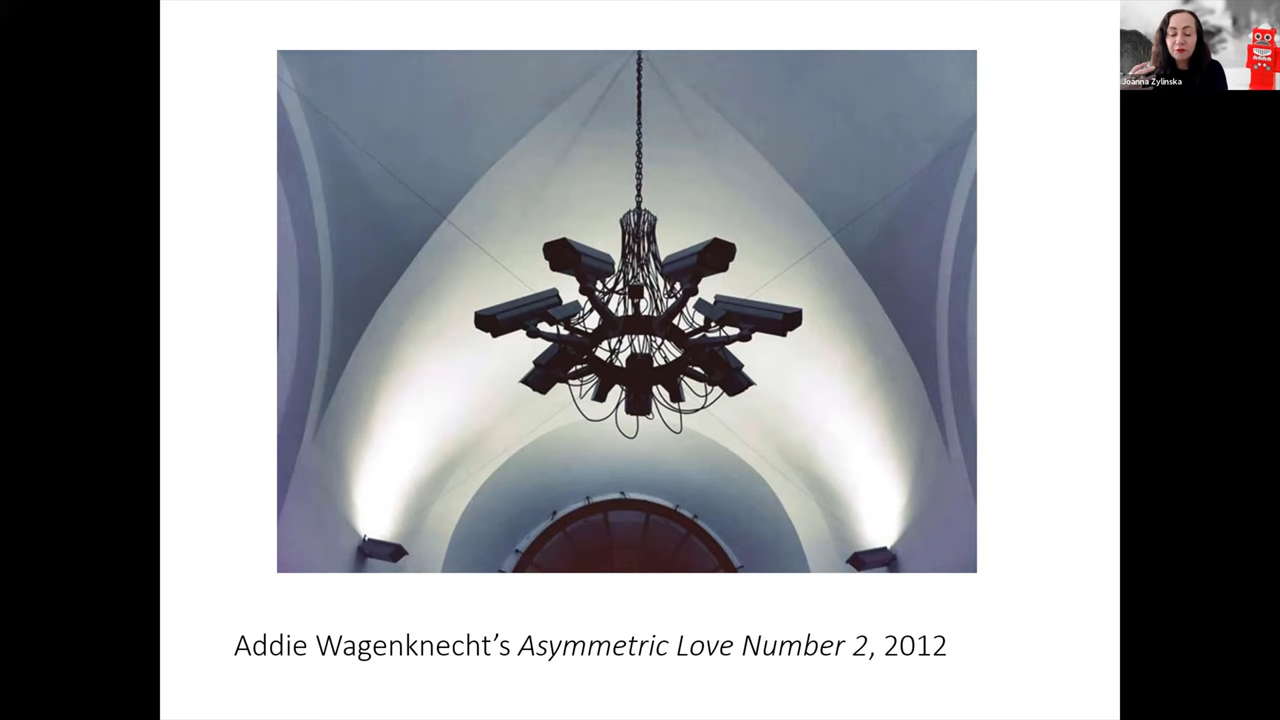 Joanna Zylinska
Addie Wagenknecht’s Asymmetric Love Number 2, 2012